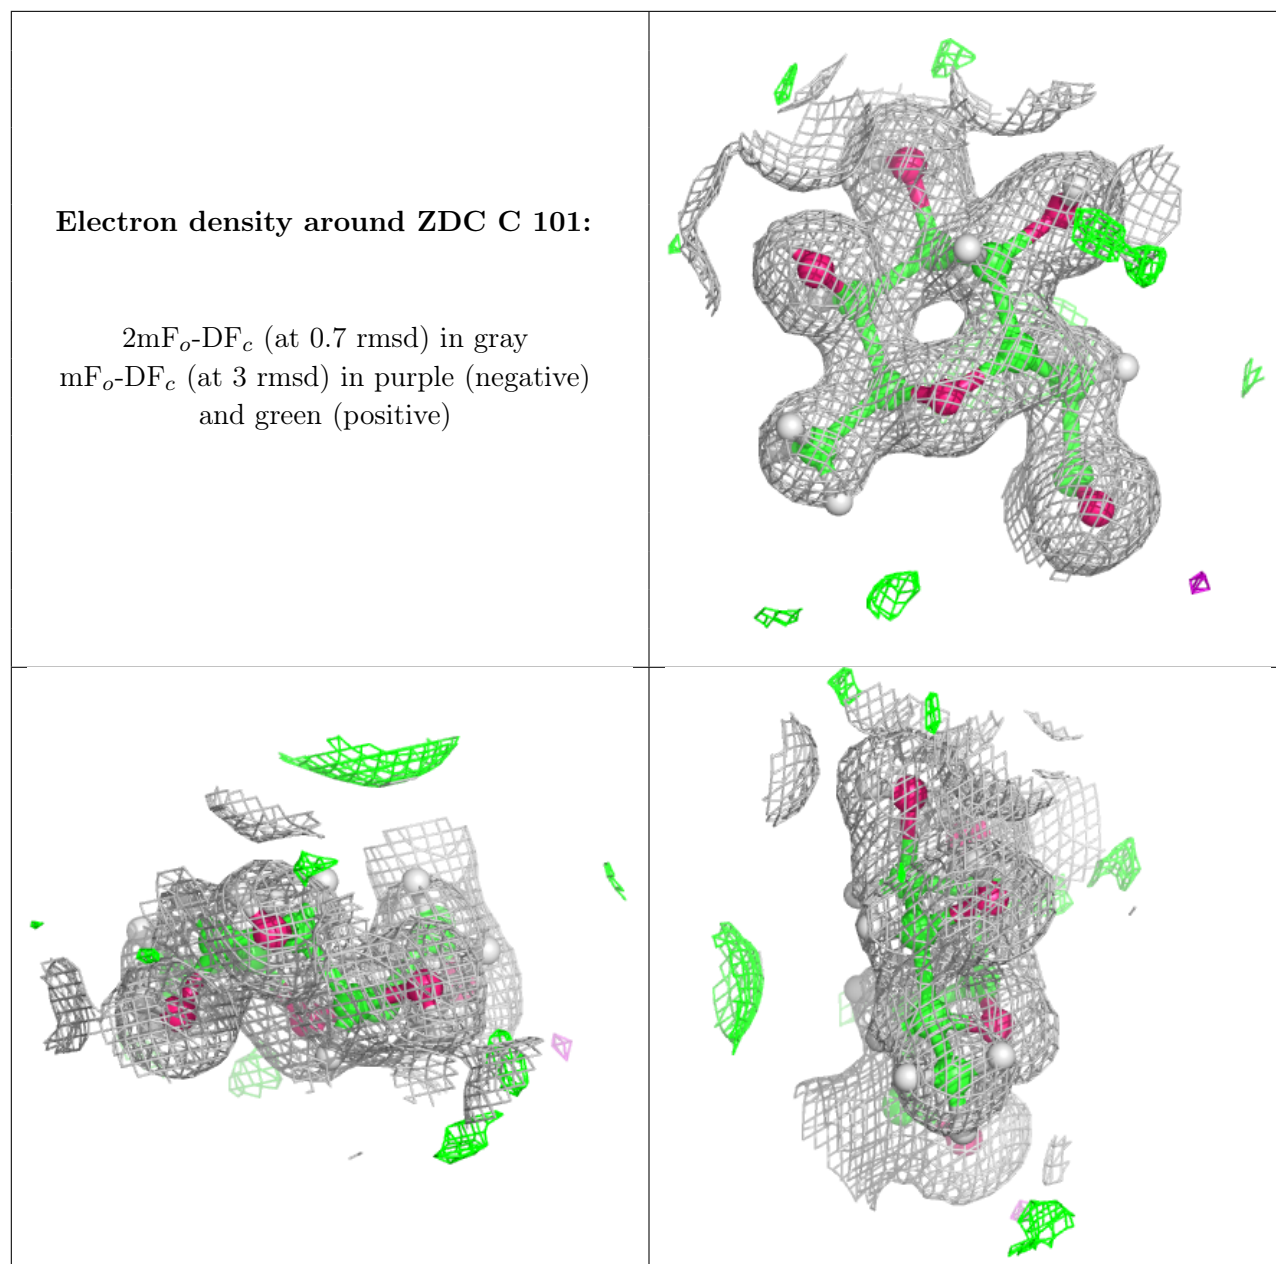 Electron density around ZDC C 101:
2mFo-DFc (at 0.7 rmsd) in gray
mFo-DFc (at 3 rmsd) in purple (negative)
and green (positive)